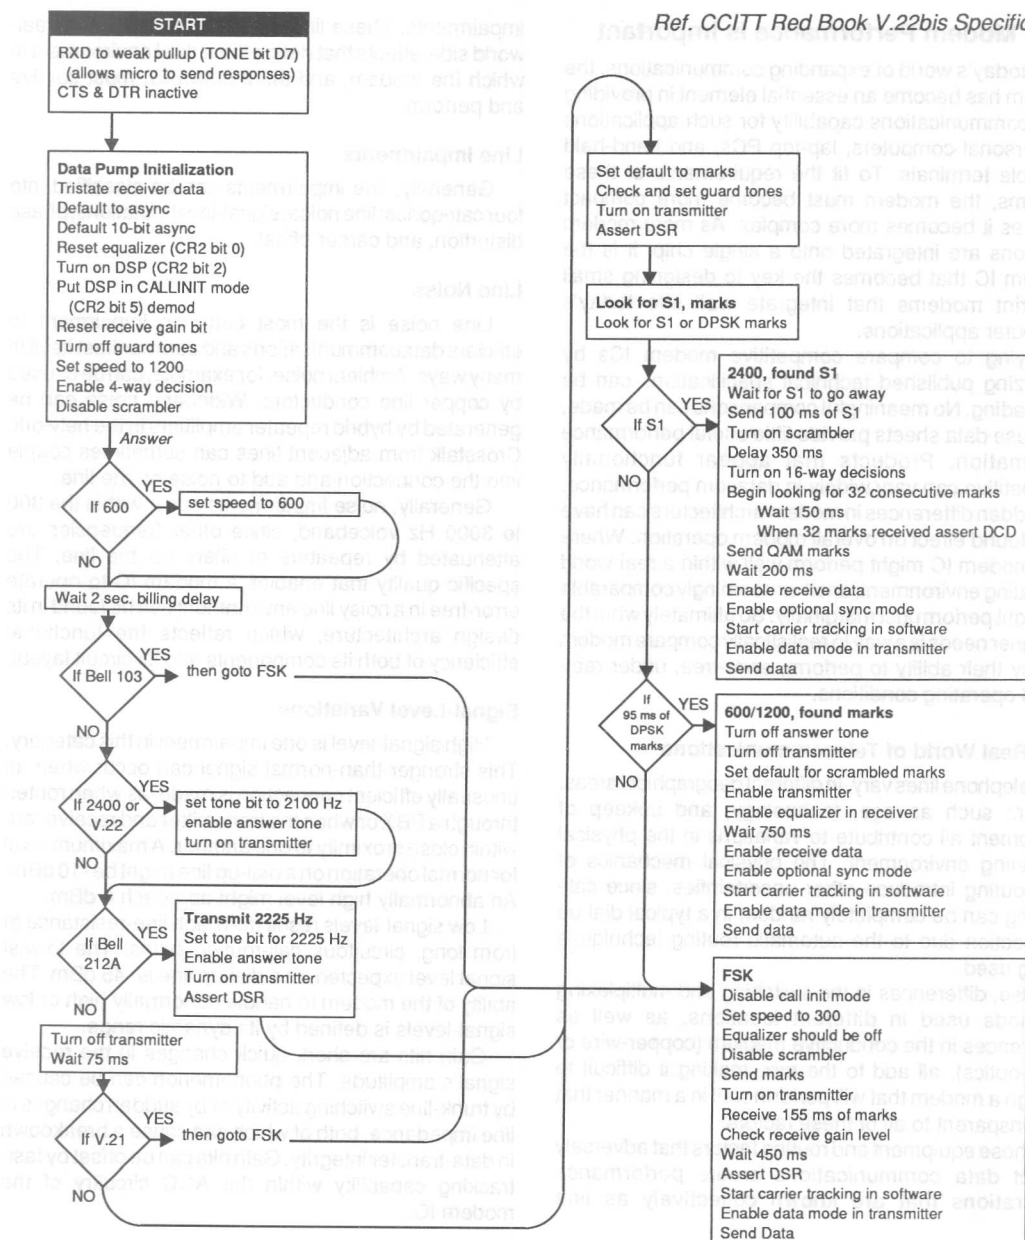 Ref. CCITT Red Book V.22bis Specific
START
RXD to weak pullup (TONE bit D7)
(allows micro to send responses)
CTS & DTR inactive
Data Pump Initialization
Tristate receiver data
Default to async
Default 10-bit async
Reset equalizer (CR2 bit 0)
Turn on DSP (CR2 bit 2)
Put DSP in CALLINIT mode
(CR2 bit 5) demod
Reset receive gain bit
Turn off guard tones
Set speed to 1200
Enable 4-way decision
Disable scrambler
Answer
If 600
YES
set speed to 600
NO
Wait 2 sec. billing delay
If Bell 103
YES
then goto FSK
NO
If 2400 or
V.22
YES
set tone bit to 2100 Hz
enable answer tone
turn on transmitter
NO
If Bell
212A
YES
Transmit 2225 Hz
Set tone bit for 2225 Hz
Enable answer tone
Turn on transmitter
Assert DSR
NO
Turn off transmitter
Wait 75 ms
If V.21
YES
then goto FSK
NO
Set default to marks
Check and set guard tones
Turn on transmitter
Assert DSR
Look for S1, marks
Look for S1 or DPSK marks
If S1
YES
NO
2400, found S1
Wait for S1 to go away
Send 100 ms of S1
Turn on scrambler
Delay 350 ms
Turn on 16-way decisions
Begin looking for 32 consecutive marks
Wait 150 ms
When 32 marks received assert DCD
Send QAM marks
Wait 200 ms
Enable receive data
Enable optional sync mode
Start carrier tracking in software
Enable data mode in transmitter
Send data
If
95 ms of
DPSK
marks
YES
NO
600/1200, found marks
Turn off answer tone
Turn off transmitter
Set default for scrambled marks
Enable transmitter
Enable equalizer in receiver
Wait 750 ms
Enable receive data
Enable optional sync mode
Start carrier tracking in software
Enable data mode in transmitter
Send data
FSK
Disable call init mode
Set speed to 300
Equalizer should be off
Disable scrambler
Send marks
Turn on transmitter
Receive 155 ms of marks
Check receive gain level
Wait 450 ms
Assert DSR
Start carrier tracking in software
Enable data mode in transmitter
Send Data